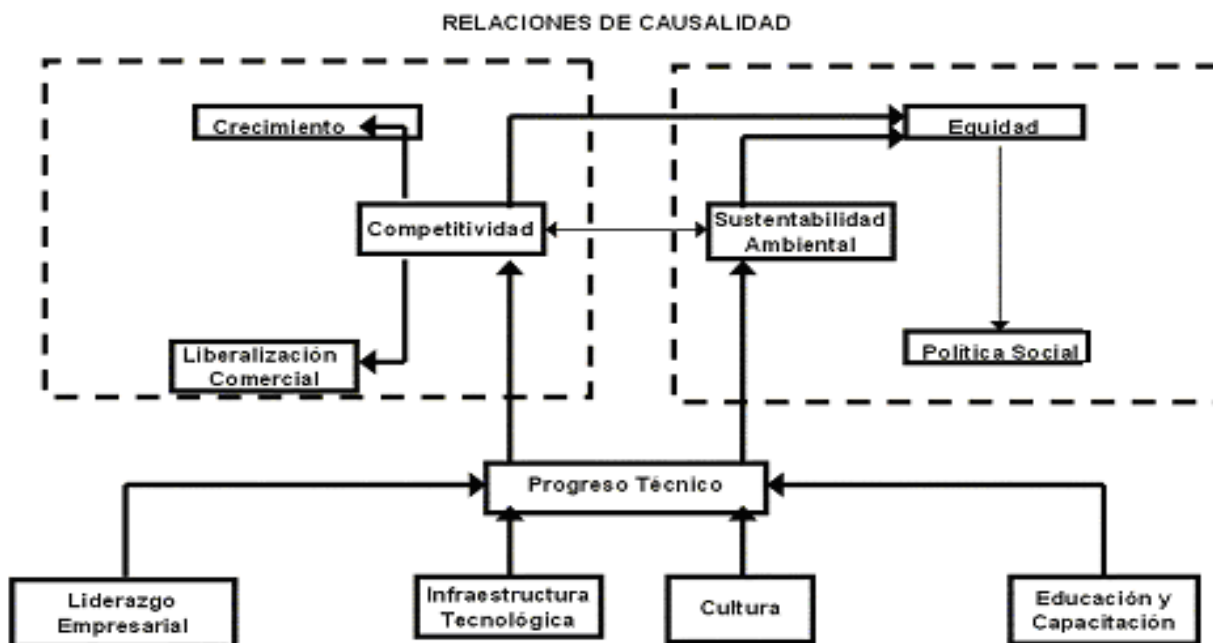 RELACIONES DE CAUSALIDAD
Crecimiento
Equidad
Competitividad
Sustentabilidad
Ambiental
Liberalización
Comercial
Política Social
Progreso Técnico
Liderazgo
Empresarial
Infraestructura
Tecnológica
Cultura
Educación y
Capacitación